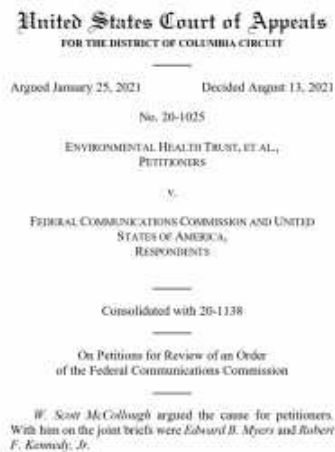 United States Court of Appeals
FOR THE DISTRICT OF COLUMBIA CIRCUIT
Argued January 25, 2021 Decided August 13, 2021
No. 20-1025
ENVIRONMENTAL HEALTH TRUST, ET AL.,
PETITIONERS
v.
FEDERAL COMMUNICATIONS COMMISSION AND UNITED
STATES OF AMERICA,
RESPONDENTS
Consolidated with 20-1138
On Petitions for Review of an Order
of the Federal Communications Commission
W. Scott McCollough argued the cause for petitioners.
With him on the joint briefs were Edward B. Myers and Robert
F. Kennedy, Jr.